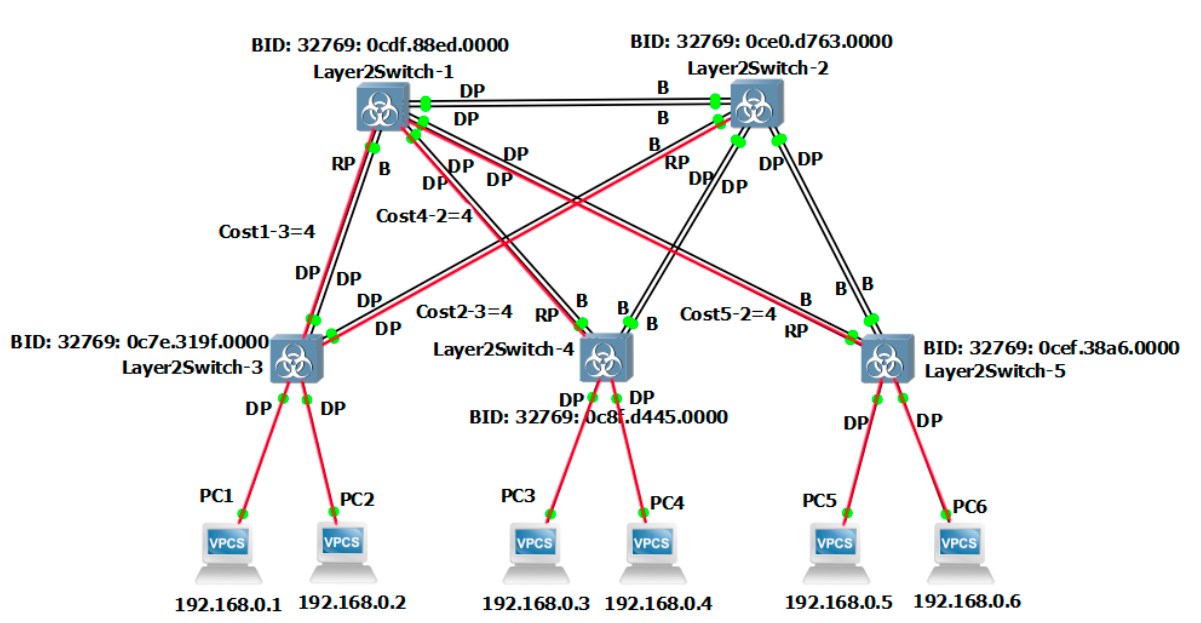 BID: 32769: 0cdf.88ed.0000
Layer2Switch-1
BID: 32769: 0ce0.d763.0000
Layer2Switch-2
DP
B
DP
B
RP
B
DP
DP
DP
DP
B
RP
DP
DP
DP
DP
Cost1-3=4
Cost4-2=4
DP
DP
DP
DP
Cost2-3=4
RP
B
B
B
Cost5-2=4
B
RP
B
B
BID: 32769: 0c7e.319f.0000
Layer2Switch-3
Layer2Switch-4
BID: 32769: 0cef.38a6.0000
Layer2Switch-5
DP
DP
DP
DP
BID: 32769: 0c8f.d445.0000
DP
DP
PC1
PC2
PC3
PC4
PC5
PC6
VPCS
VPCS
VPCS
VPCS
VPCS
VPCS
192.168.0.1
192.168.0.2
192.168.0.3
192.168.0.4
192.168.0.5
192.168.0.6